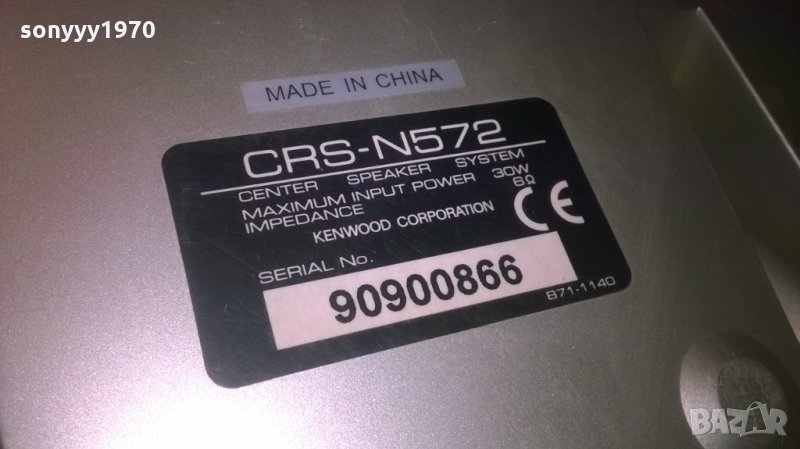 sonyyy1970
MADE IN CHINA
CRS-N572
CENTER SPEAKER SYSTEM
MAXIMUM INPUT POWER 30W
IMPEDANCE 6Ω
KENWOOD CORPORATION
CE
SERIAL No.
90900866
B71-1140
BAZAR